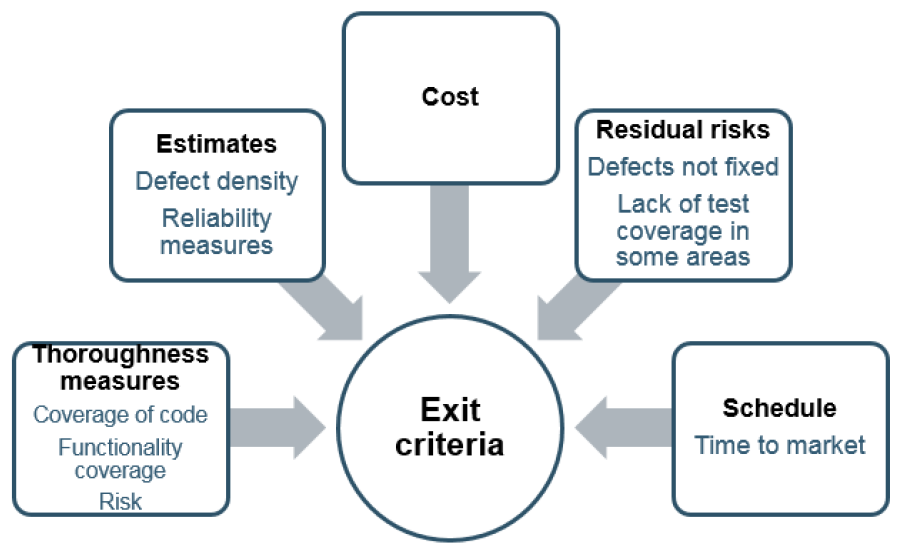 Cost
Estimates
Defect density
Reliability
measures
Residual risks
Defects not fixed
Lack of test
coverage in
some areas
Thoroughness
measures
Coverage of code
Functionality
coverage
Risk
Exit
criteria
Schedule
Time to market